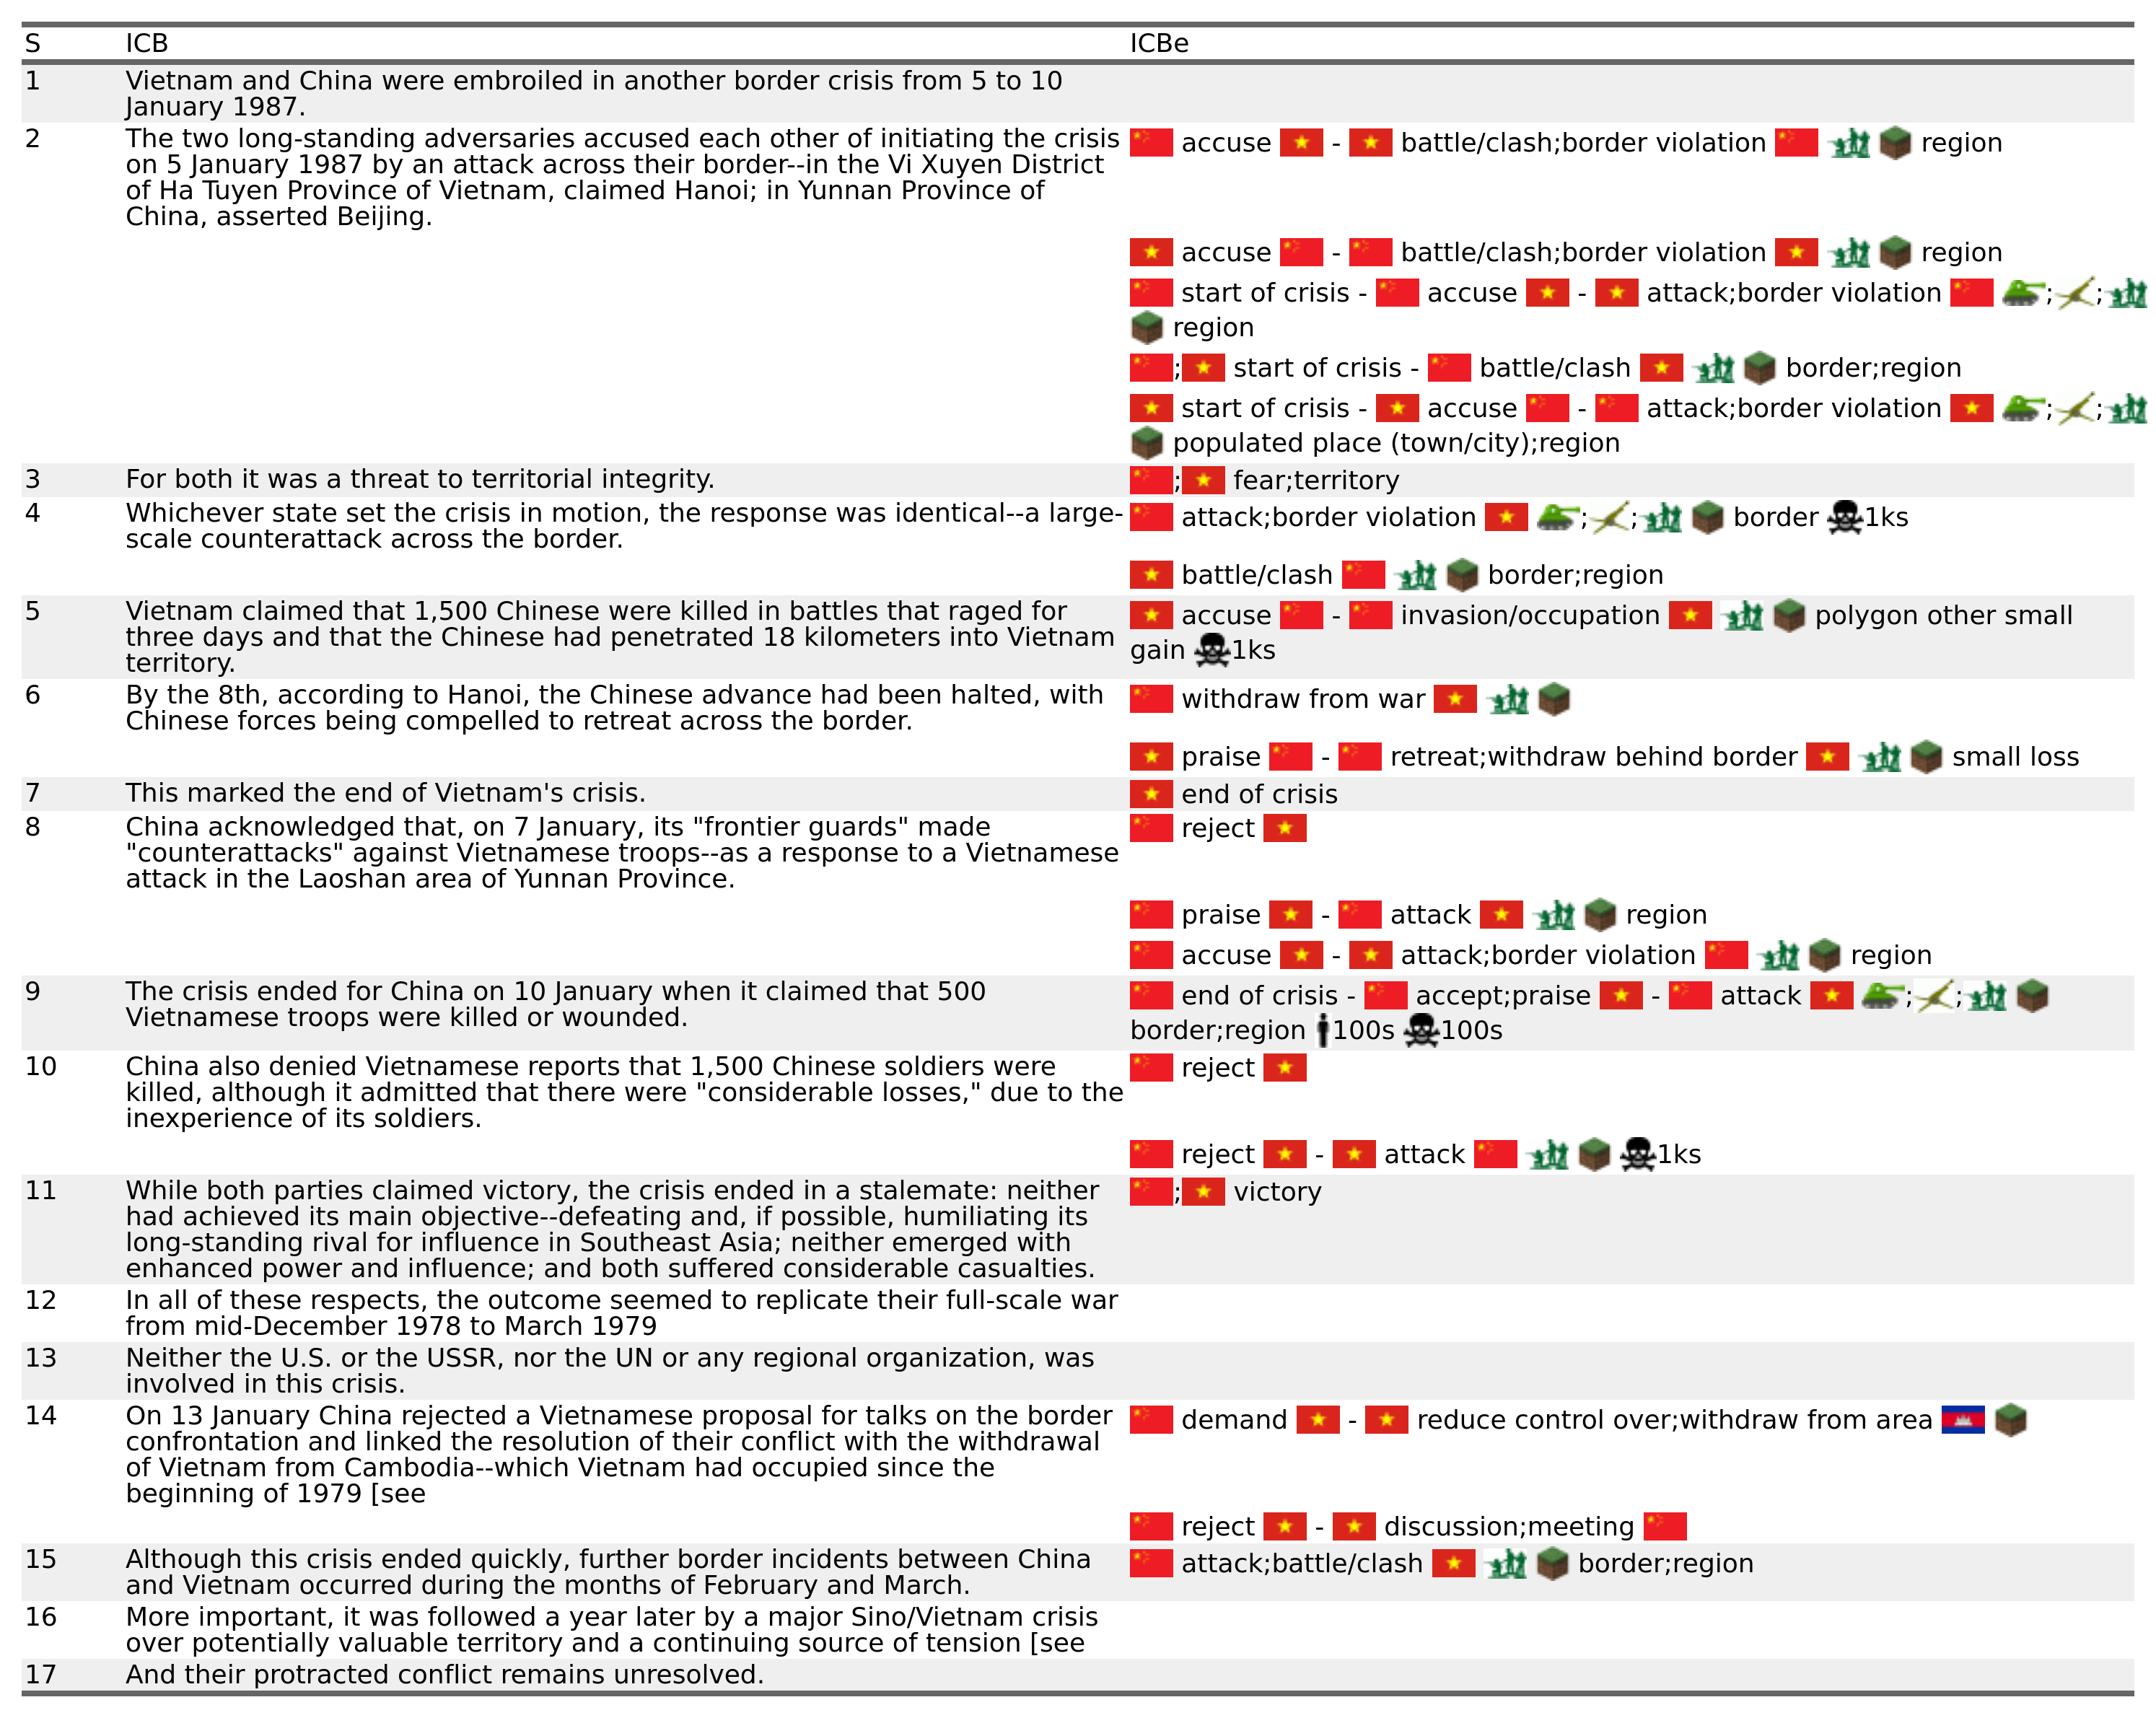 S ICB ICBe
1 Vietnam and China were embroiled in another border crisis from 5 to 10
January 1987.
2 The two long-standing adversaries accused each other of initiating the crisis
on 5 January 1987 by an attack across their border--in the Vi Xuyen District
of Ha Tuyen Province of Vietnam, claimed Hanoi; in Yunnan Province of
China, asserted Beijing.
accuse - battle/clash;border violation region
accuse - battle/clash;border violation region
start of crisis - accuse - attack;border violation ; ;
region
; start of crisis - battle/clash border;region
start of crisis - accuse - attack;border violation ; ;
populated place (town/city);region
3 For both it was a threat to territorial integrity.
; fear;territory
4 Whichever state set the crisis in motion, the response was identical--a large-
scale counterattack across the border.
attack;border violation ; ; border 1ks
battle/clash border;region
5 Vietnam claimed that 1,500 Chinese were killed in battles that raged for
three days and that the Chinese had penetrated 18 kilometers into Vietnam
territory.
accuse - invasion/occupation polygon other small
gain 1ks
6 By the 8th, according to Hanoi, the Chinese advance had been halted, with
Chinese forces being compelled to retreat across the border.
withdraw from war
praise - retreat;withdraw behind border small loss
7 This marked the end of Vietnam's crisis.
end of crisis
8 China acknowledged that, on 7 January, its "frontier guards" made
"counterattacks" against Vietnamese troops--as a response to a Vietnamese
attack in the Laoshan area of Yunnan Province.
reject
praise - attack region
accuse - attack;border violation region
9 The crisis ended for China on 10 January when it claimed that 500
Vietnamese troops were killed or wounded.
end of crisis - accept;praise - attack ; ;
border;region 100s 100s
10 China also denied Vietnamese reports that 1,500 Chinese soldiers were
killed, although it admitted that there were "considerable losses," due to the
inexperience of its soldiers.
reject
reject - attack 1ks
11 While both parties claimed victory, the crisis ended in a stalemate: neither
had achieved its main objective--defeating and, if possible, humiliating its
long-standing rival for influence in Southeast Asia; neither emerged with
enhanced power and influence; and both suffered considerable casualties.
; victory
12 In all of these respects, the outcome seemed to replicate their full-scale war
from mid-December 1978 to March 1979
13 Neither the U.S. or the USSR, nor the UN or any regional organization, was
involved in this crisis.
14 On 13 January China rejected a Vietnamese proposal for talks on the border
confrontation and linked the resolution of their conflict with the withdrawal
of Vietnam from Cambodia--which Vietnam had occupied since the
beginning of 1979 [see
demand - reduce control over;withdraw from area
reject - discussion;meeting
15 Although this crisis ended quickly, further border incidents between China
and Vietnam occurred during the months of February and March.
attack;battle/clash border;region
16 More important, it was followed a year later by a major Sino/Vietnam crisis
over potentially valuable territory and a continuing source of tension [see
17 And their protracted conflict remains unresolved.